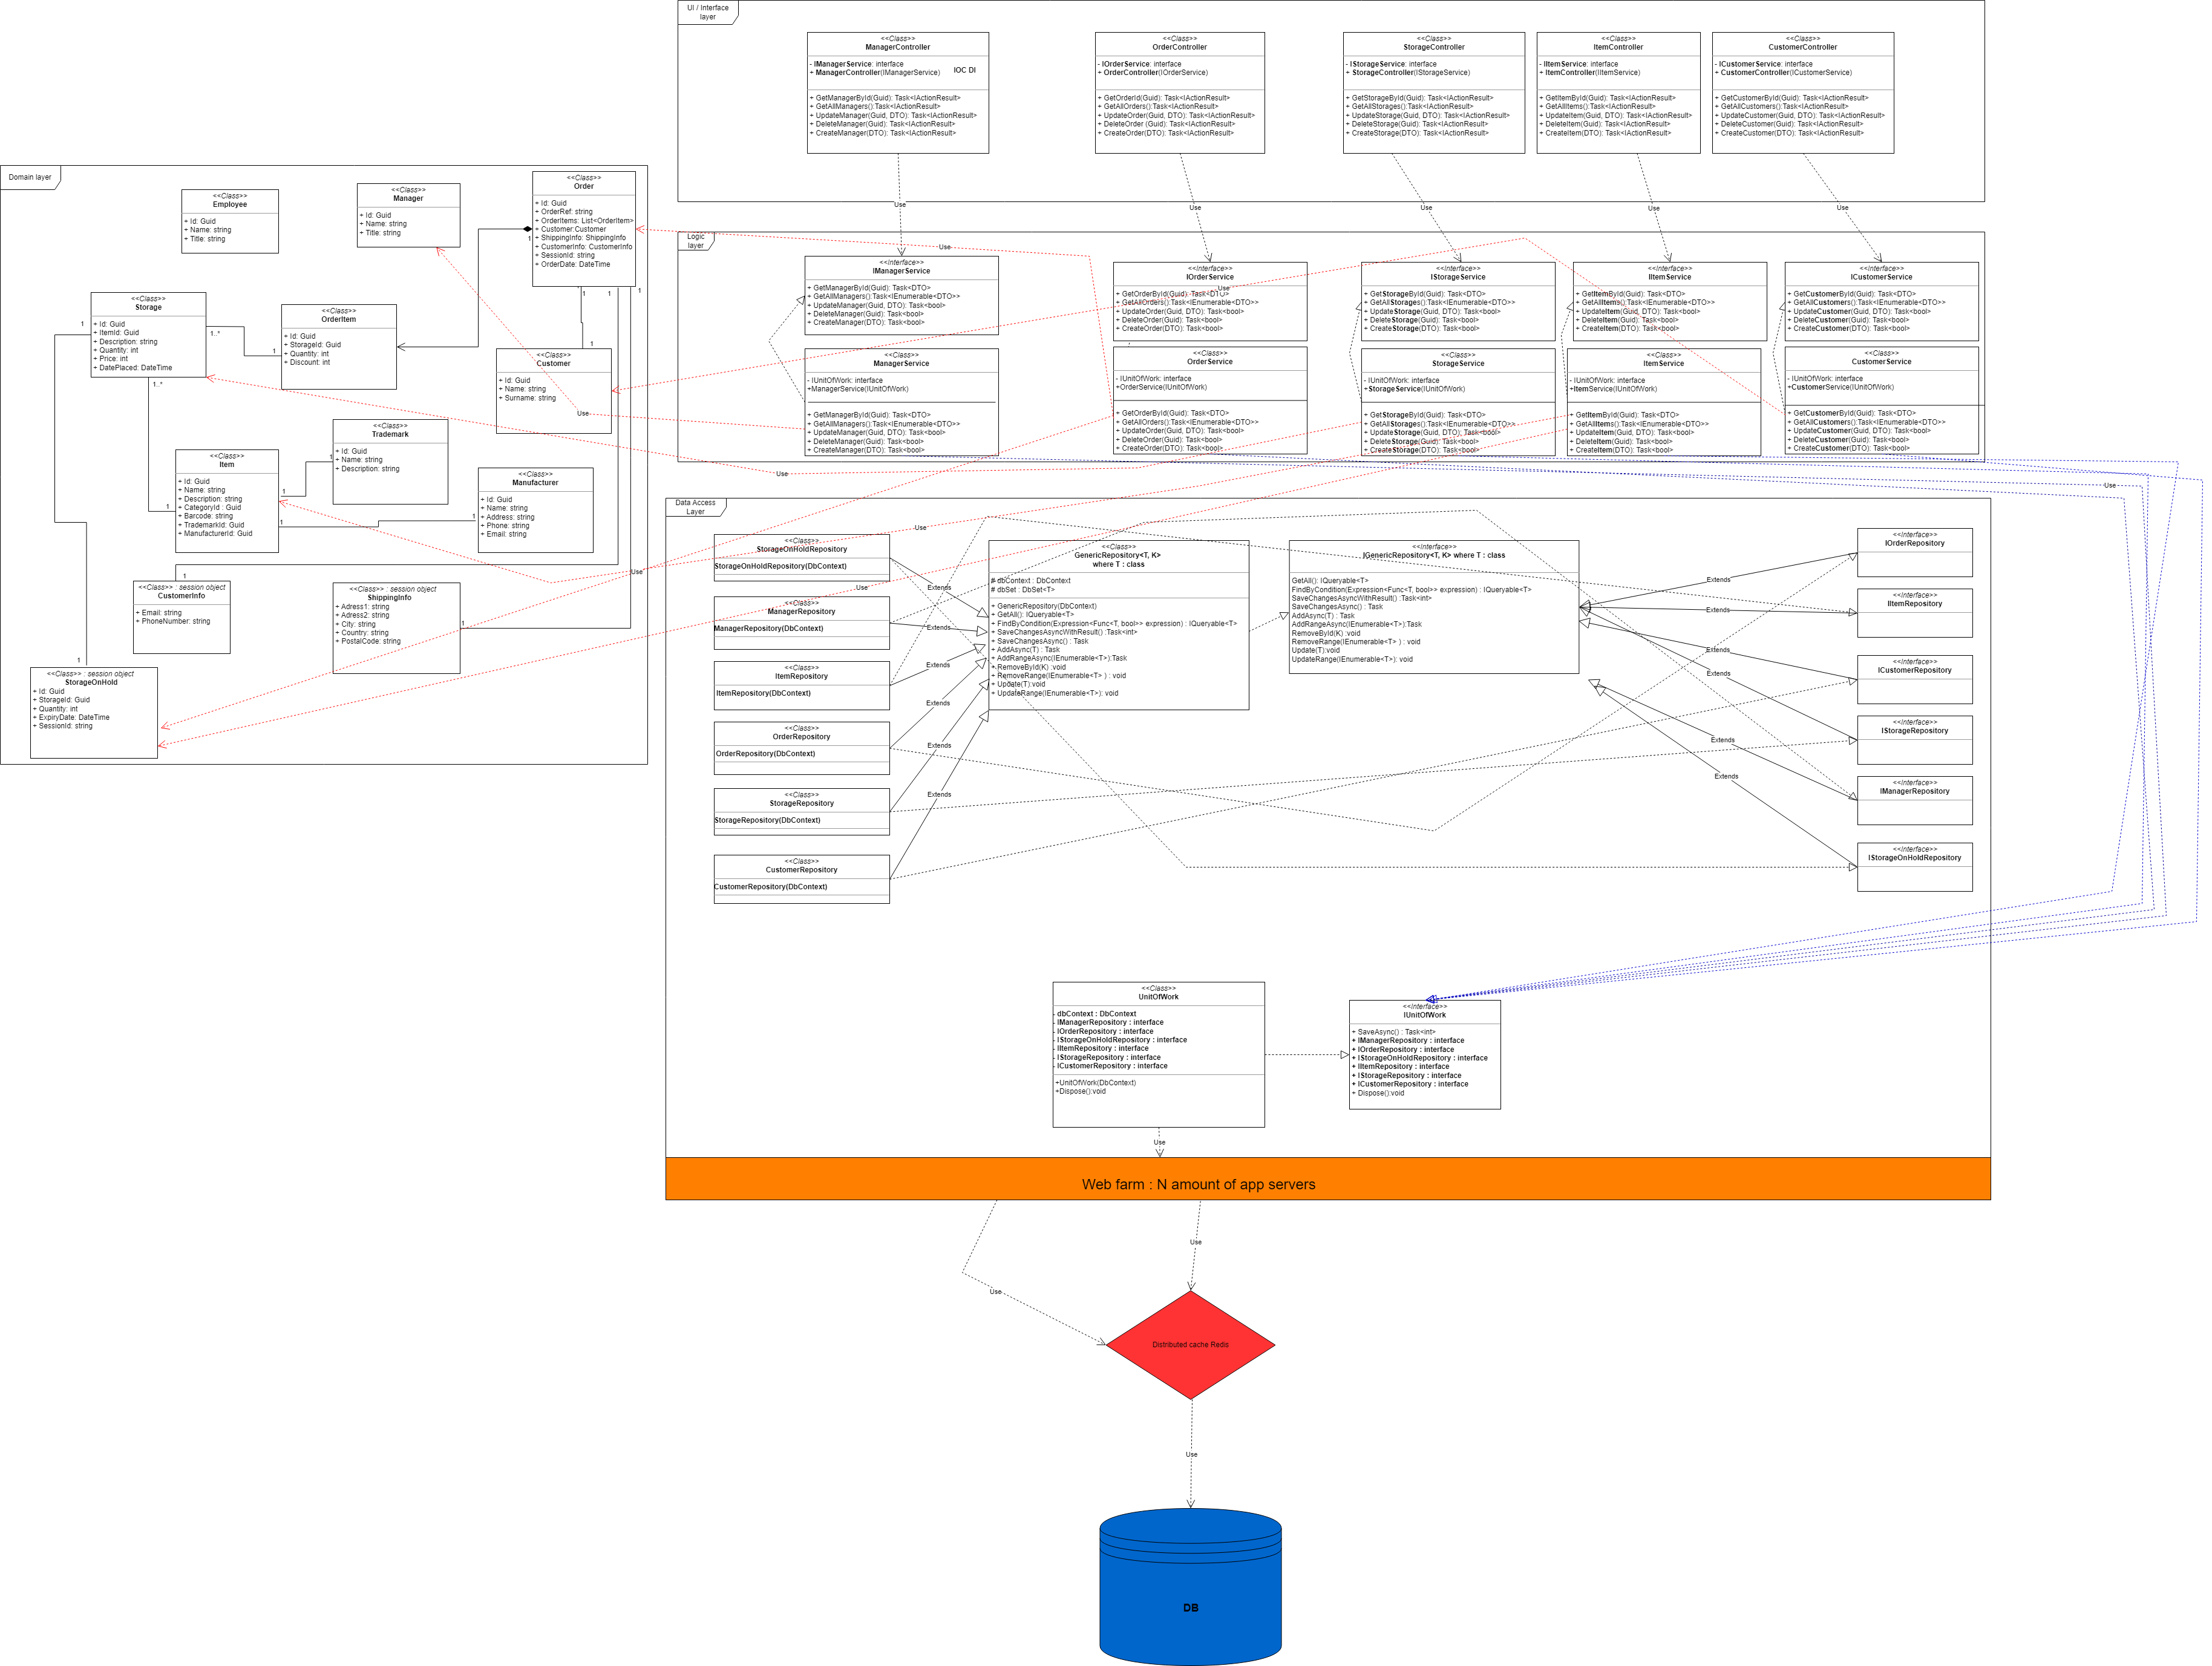 UI / Interface
layer
<<Class>>
ManagerController
- IManagerService: interface
+ ManagerController(IManagerService)
IOC DI
+ GetManagerById(Guid): Task<IActionResult>
+ GetAllManagers():Task<IActionResult>
+ UpdateManager(Guid, DTO): Task<IActionResult>
+ DeleteManager(Guid): Task<IActionResult>
+ CreateManager(DTO): Task<IActionResult>
<<Class>>
OrderController
- IOrderService: interface
+ OrderController(IOrderService)
+ GetOrderId(Guid): Task<IActionResult>
+ GetAllOrders():Task<IActionResult>
+ UpdateOrder(Guid, DTO): Task<IActionResult>
+ DeleteOrder (Guid): Task<IActionResult>
+ CreateOrder(DTO): Task<IActionResult>
<<Class>>
StorageController
- IStorageService: interface
+ StorageController(IStorageService)
+ GetStorageById(Guid): Task<IActionResult>
+ GetAllStorages():Task<IActionResult>
+ UpdateStorage(Guid, DTO): Task<IActionResult>
+ DeleteStorage(Guid): Task<IActionResult>
+ CreateStorage(DTO): Task<IActionResult>
<<Class>>
ItemController
- IItemService: interface
+ ItemController(IItemService)
+ GetItemById(Guid): Task<IActionResult>
+ GetAllItems():Task<IActionResult>
+ UpdateItem(Guid, DTO): Task<IActionResult>
+ DeleteItem(Guid): Task<IActionResult>
+ CreateItem(DTO): Task<IActionResult>
<<Class>>
CustomerController
- ICustomerService: interface
+ CustomerController(ICustomerService)
+ GetCustomerById(Guid): Task<IActionResult>
+ GetAllCustomers():Task<IActionResult>
+ UpdateCustomer(Guid, DTO): Task<IActionResult>
+ DeleteCustomer(Guid): Task<IActionResult>
+ CreateCustomer(DTO): Task<IActionResult>
Use
Use
Use
Use
Use
Domain layer
<<Class>>
Employee
+ Id: Guid
+ Name: string
+ Title: string
<<Class>>
Manager
+ Id: Guid
+ Name: string
+ Title: string
<<Class>>
Order
+ Id: Guid
+ OrderRef: string
+ OrderItems: List<OrderItem>
+ Customer:Customer
+ ShippingInfo: ShippingInfo
+ CustomerInfo: CustomerInfo
+ SessionId: string
+ OrderDate: DateTime
1
1
1
1
<<Class>>
Storage
+ Id: Guid
+ ItemId: Guid
+ Description: string
+ Quantity: int
+ Price: int
+ DatePlaced: DateTime
1
1..*
1..*
<<Class>>
OrderItem
+ Id: Guid
+ StorageId: Guid
+ Quantity: int
+ Discount: int
1
<<Class>>
Customer
+ Id: Guid
+ Name: string
+ Surname: string
1
Use
<<Class>>
Trademark
+ Id: Guid
+ Name: string
+ Description: string
1
<<Class>>
Item
+ Id: Guid
+ Name: string
+ Description: string
+ CategoryId : Guid
+ Barcode: string
+ TrademarkId: Guid
+ ManufacturerId: Guid
1
1
1
<<Class>>
Manufacturer
+ Id: Guid
+ Name: string
+ Address: string
+ Phone: string
+ Email: string
1
<<Class>> : session object
CustomerInfo
+ Email: string
+ PhoneNumber: string
1
<<Class>> : session object
ShippingInfo
+ Adress1: string
+ Adress2: string
+ City: string
+ Country: string
+ PostalCode: string
1
Use
<<Class>> : session object
StorageOnHold
+ Id: Guid
+ StorageId: Guid
+ Quantity: int
+ ExpiryDate: DateTime
+ SessionId: string
1
Logic
layer
Use
<<Interface>>
IManagerService
+ GetManagerById(Guid): Task<DTO>
+ GetAllManagers():Task<IEnumerable<DTO>>
+ UpdateManager(Guid, DTO): Task<bool>
+ DeleteManager(Guid): Task<bool>
+ CreateManager(DTO): Task<bool>
<<Interface>>
IOrderService
+ GetOrderById(Guid): Task<DTO>
+ GetAllOrders():Task<IEnumerable<DTO>>
+ UpdateOrder(Guid, DTO): Task<bool>
+ DeleteOrder(Guid): Task<bool>
+ CreateOrder(DTO): Task<bool>
Use
<<Interface>>
IStorageService
+ GetStorageById(Guid): Task<DTO>
+ GetAllStorages():Task<IEnumerable<DTO>>
+ UpdateStorage(Guid, DTO): Task<bool>
+ DeleteStorage(Guid): Task<bool>
+ CreateStorage(DTO): Task<bool>
<<Interface>>
IItemService
+ GetItemById(Guid): Task<DTO>
+ GetAllItems():Task<IEnumerable<DTO>>
+ UpdateItem(Guid, DTO): Task<bool>
+ DeleteItem(Guid): Task<bool>
+ CreateItem(DTO): Task<bool>
<<Interface>>
ICustomerService
+ GetCustomerById(Guid): Task<DTO>
+ GetAllCustomers():Task<IEnumerable<DTO>>
+ UpdateCustomer(Guid, DTO): Task<bool>
+ DeleteCustomer(Guid): Task<bool>
+ CreateCustomer(DTO): Task<bool>
<<Class>>
ManagerService
- IUnitOfWork: interface
+ManagerService(IUnitOfWork)
+ GetManagerById(Guid): Task<DTO>
+ GetAllManagers():Task<IEnumerable<DTO>>
+ UpdateManager(Guid, DTO): Task<bool>
+ DeleteManager(Guid): Task<bool>
+ CreateManager(DTO): Task<bool>
<<Class>>
OrderService
- IUnitOfWork: interface
+OrderService(IUnitOfWork)
+ GetOrderById(Guid): Task<DTO>
+ GetAllOrders():Task<IEnumerable<DTO>>
+ UpdateOrder(Guid, DTO): Task<bool>
+ DeleteOrder(Guid): Task<bool>
+ CreateOrder(DTO): Task<bool>
<<Class>>
StorageService
- IUnitOfWork: interface
+StorageService(IUnitOfWork)
+ GetStorageById(Guid): Task<DTO>
+ GetAllStorages():Task<IEnumerable<DTO>>
+ UpdateStorage(Guid, DTO): Task<bool>
+ DeleteStorage(Guid): Task<bool>
+ CreateStorage(DTO): Task<bool>
<<Class>>
ItemService
- IUnitOfWork: interface
+ItemService(IUnitOfWork)
+ GetItemById(Guid): Task<DTO>
+ GetAllItems():Task<IEnumerable<DTO>>
+ UpdateItem(Guid, DTO): Task<bool>
+ DeleteItem(Guid): Task<bool>
+ CreateItem(DTO): Task<bool>
<<Class>>
CustomerService
- IUnitOfWork: interface
+CustomerService(IUnitOfWork)
+ GetCustomerById(Guid): Task<DTO>
+ GetAllCustomers():Task<IEnumerable<DTO>>
+ UpdateCustomer(Guid, DTO): Task<bool>
+ DeleteCustomer(Guid): Task<bool>
+ CreateCustomer(DTO): Task<bool>
Use
Use
Data Access
Layer
Use
Use
<<Class>>
StorageOnHoldRepository
StorageOnHoldRepository(DbContext)
<<Class>>
ManagerRepository
ManagerRepository(DbContext)
<<Class>>
ItemRepository
ItemRepository(DbContext)
<<Class>>
OrderRepository
OrderRepository(DbContext)
<<Class>>
StorageRepository
StorageRepository(DbContext)
<<Class>>
CustomerRepository
CustomerRepository(DbContext)
Extends
Extends
Extends
Extends
Extends
Extends
<<Class>>
GenericRepository<T, K>
where T : class
# dbContext : DbContext
# dbSet : DbSet<T>
+ GenericRepository(DbContext)
+ GetAll(): IQueryable<T>
+ FindByCondition(Expression<Func<T, bool>> expression) : IQueryable<T>
+ SaveChangesAsyncWithResult() :Task<int>
+ SaveChangesAsync() : Task
+ AddAsync(T) : Task
+ AddRangeAsync(IEnumerable<T>):Task
+ RemoveById(K) :void
+ RemoveRange(IEnumerable<T> ) : void
+ Update(T):void
+ UpdateRange(IEnumerable<T>): void
<<Interface>>
IGenericRepository<T, K> where T : class
GetAll(): IQueryable<T>
FindByCondition(Expression<Func<T, bool>> expression) : IQueryable<T>
SaveChangesAsyncWithResult() :Task<int>
SaveChangesAsync() : Task
AddAsync(T) : Task
AddRangeAsync(IEnumerable<T>):Task
RemoveById(K) :void
RemoveRange(IEnumerable<T> ) : void
Update(T):void
UpdateRange(IEnumerable<T>): void
Extends
Extends
Extends
Extends
Extends
Extends
<<Interface>>
IOrderRepository
<<Interface>>
IItemRepository
<<Interface>>
ICustomerRepository
<<Interface>>
IStorageRepository
<<Interface>>
IManagerRepository
<<Interface>>
IStorageOnHoldRepository
<<Class>>
UnitOfWork
- dbContext : DbContext
- IManagerRepository : interface
- IOrderRepository : interface
- IStorageOnHoldRepository : interface
- IItemRepository : interface
- IStorageRepository : interface
- ICustomerRepository : interface
+UnitOfWork(DbContext)
+Dispose():void
<<Interface>>
IUnitOfWork
+ SaveAsync() : Task<int>
+ IManagerRepository : interface
+ IOrderRepository : interface
+ IStorageOnHoldRepository : interface
+ IItemRepository : interface
+ IStorageRepository : interface
+ ICustomerRepository : interface
+ Dispose():void
Use
Web farm : N amount of app servers
Use
Use
Distributed cache Redis
Use
DB